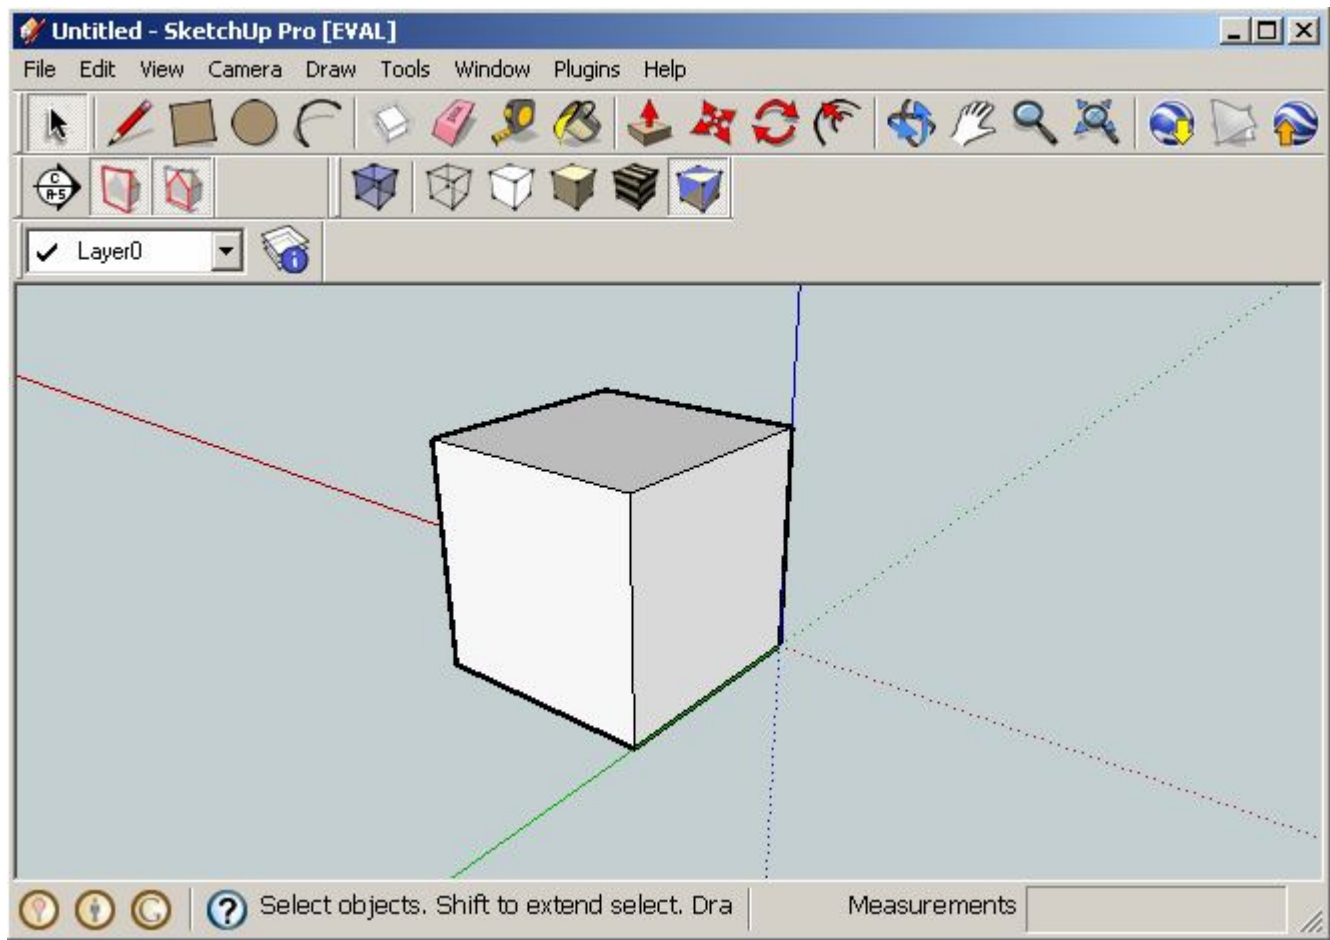 Untitled - SketchUp Pro [EVAL]
File Edit View Camera Draw Tools Window Plugins Help
C
A-5
Layer0
Select objects. Shift to extend select. Dra
Measurements